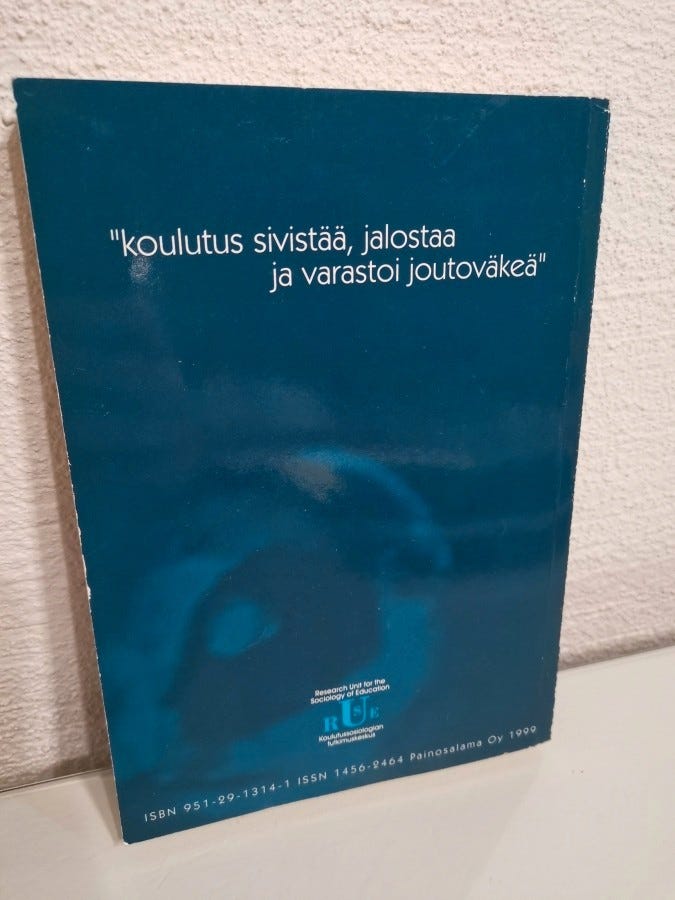 "koulutus sivistää, jalostaa
ja varastoi joutoväkeä"
Research Unit for the
Sociology of Education
RUSE
Koulutussosiologian
tutkimuskeskus
ISBN 951-29-1314-1 ISSN 1456-2464 Painosalama Oy 1999